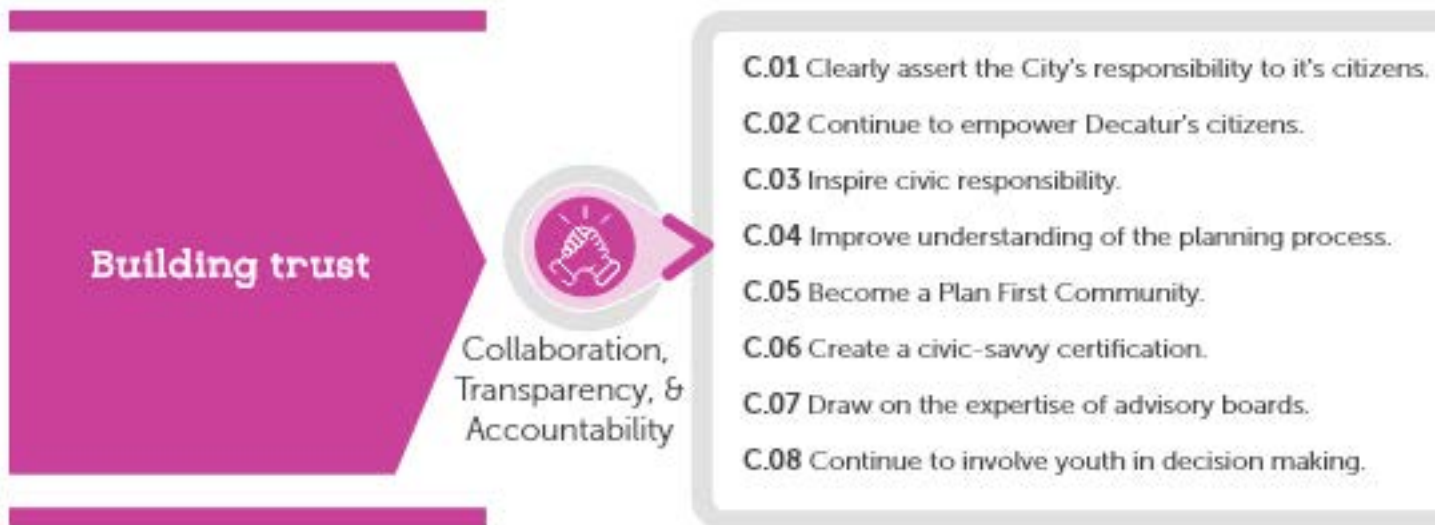 Building trust
Collaboration,
Transparency, &
Accountability
C.01 Clearly assert the City's responsibility to it's citizens.
C.02 Continue to empower Decatur's citizens.
C.03 Inspire civic responsibility.
C.04 Improve understanding of the planning process.
C.05 Become a Plan First Community.
C.06 Create a civic-savvy certification.
C.07 Draw on the expertise of advisory boards.
C.08 Continue to involve youth in decision making.